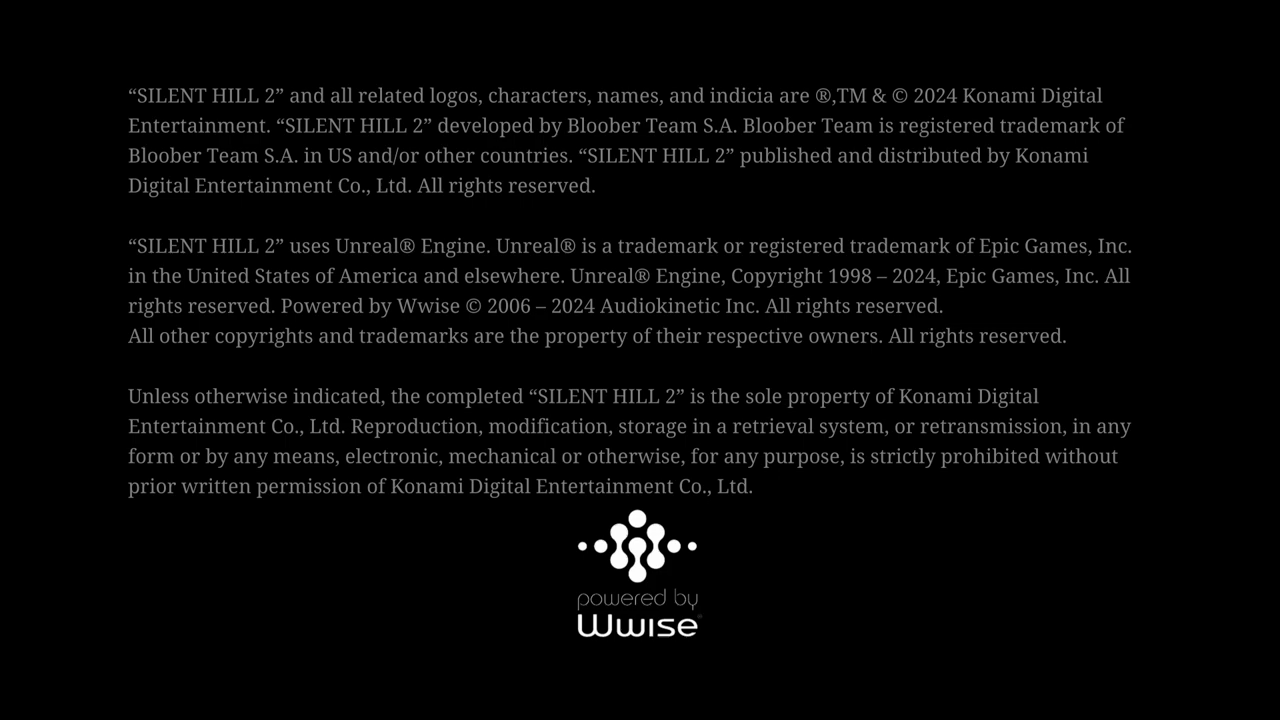 “SILENT HILL 2” and all related logos, characters, names, and indicia are ®,TM & © 2024 Konami Digital
Entertainment. “SILENT HILL 2” developed by Bloober Team S.A. Bloober Team is registered trademark of
Bloober Team S.A. in US and/or other countries. “SILENT HILL 2” published and distributed by Konami
Digital Entertainment Co., Ltd. All rights reserved.
“SILENT HILL 2” uses Unreal® Engine. Unreal® is a trademark or registered trademark of Epic Games, Inc.
in the United States of America and elsewhere. Unreal® Engine, Copyright 1998 – 2024, Epic Games, Inc. All
rights reserved. Powered by Wwise © 2006 – 2024 Audiokinetic Inc. All rights reserved.
All other copyrights and trademarks are the property of their respective owners. All rights reserved.
Unless otherwise indicated, the completed “SILENT HILL 2” is the sole property of Konami Digital
Entertainment Co., Ltd. Reproduction, modification, storage in a retrieval system, or retransmission, in any
form or by any means, electronic, mechanical or otherwise, for any purpose, is strictly prohibited without
prior written permission of Konami Digital Entertainment Co., Ltd.
powered by
Wwise